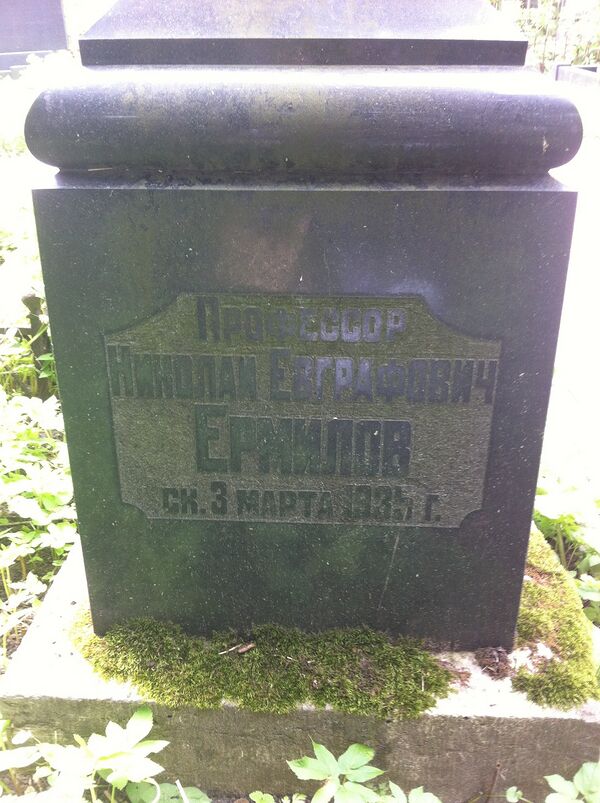 Профессор
Николай Евграфович
Ермилов
ск. 3 марта 1935 г.